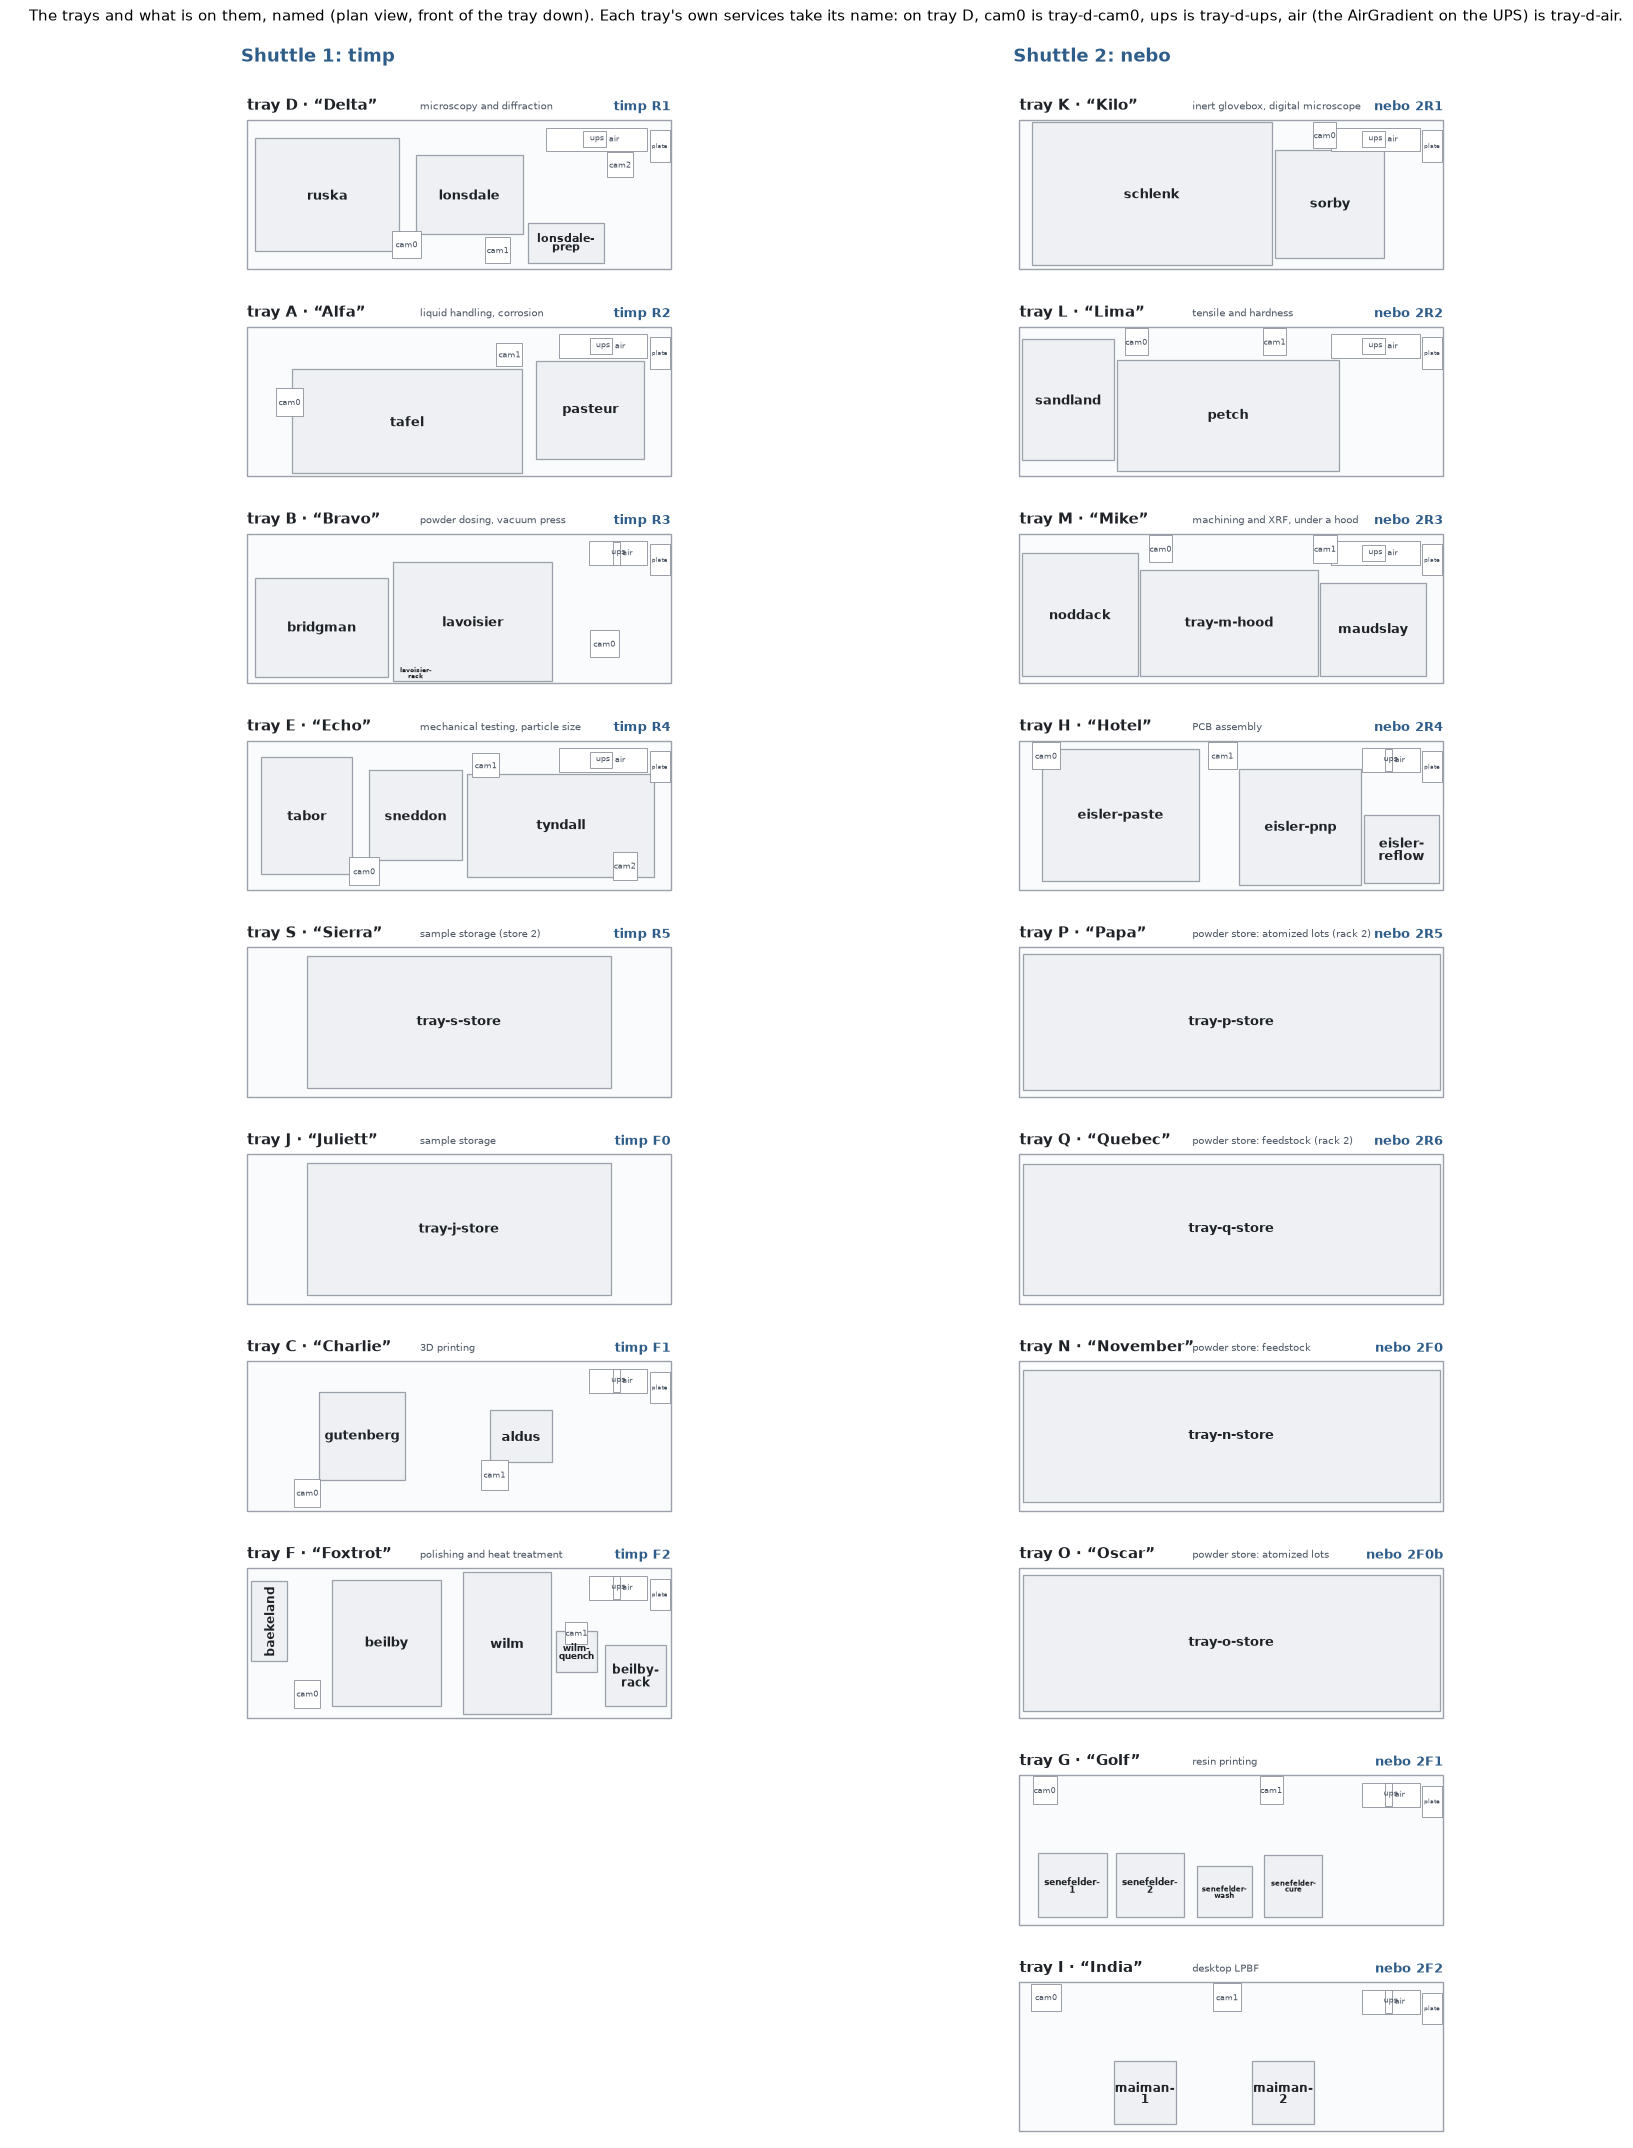 The trays and what is on them, named (plan view, front of the tray down). Each tray's own services take its name: on tray D, cam0 is tray-d-cam0, ups is tray-d-ups, air (the AirGradient on the UPS) is tray-d-air.
Shuttle 1: timp
tray D · “Delta” microscopy and diffraction timp R1
ups air
plate
cam2
ruska
lonsdale
cam0
cam1
lonsdale-
prep
tray A · “Alfa” liquid handling, corrosion timp R2
ups air
plate
cam1
cam0
tafel
pasteur
tray B · “Bravo” powder dosing, vacuum press timp R3
ups air
plate
bridgman
lavoisier
cam0
lavoisier-
rack
tray E · “Echo” mechanical testing, particle size timp R4
ups air
plate
cam1
tabor
sneddon
tyndall
cam0
cam2
tray S · “Sierra” sample storage (store 2) timp R5
tray-s-store
tray J · “Juliett” sample storage timp F0
tray-j-store
tray C · “Charlie” 3D printing timp F1
ups air
plate
gutenberg
aldus
cam0
cam1
tray F · “Foxtrot” polishing and heat treatment timp F2
ups air
plate
baekeland
beilby
wilm
cam1
wilm-
quench
beilby-
rack
cam0
Shuttle 2: nebo
tray K · “Kilo” inert glovebox, digital microscope nebo 2R1
cam0
ups air
plate
schlenk
sorby
tray L · “Lima” tensile and hardness nebo 2R2
cam0
cam1
ups air
plate
sandland
petch
tray M · “Mike” machining and XRF, under a hood nebo 2R3
cam0
cam1
ups air
plate
noddack
tray-m-hood
maudslay
tray H · “Hotel” PCB assembly nebo 2R4
cam0
cam1
ups air
plate
eisler-paste
eisler-pnp
eisler-
reflow
tray P · “Papa” powder store: atomized lots (rack 2) nebo 2R5
tray-p-store
tray Q · “Quebec” powder store: feedstock (rack 2) nebo 2R6
tray-q-store
tray N · “November” powder store: feedstock nebo 2F0
tray-n-store
tray O · “Oscar” powder store: atomized lots nebo 2F0b
tray-o-store
tray G · “Golf” resin printing nebo 2F1
cam0
cam1
ups air
plate
senefelder-
1
senefelder-
2
senefelder-
wash
senefelder-
cure
tray I · “India” desktop LPBF nebo 2F2
cam0
cam1
ups air
plate
maiman-
1
maiman-
2